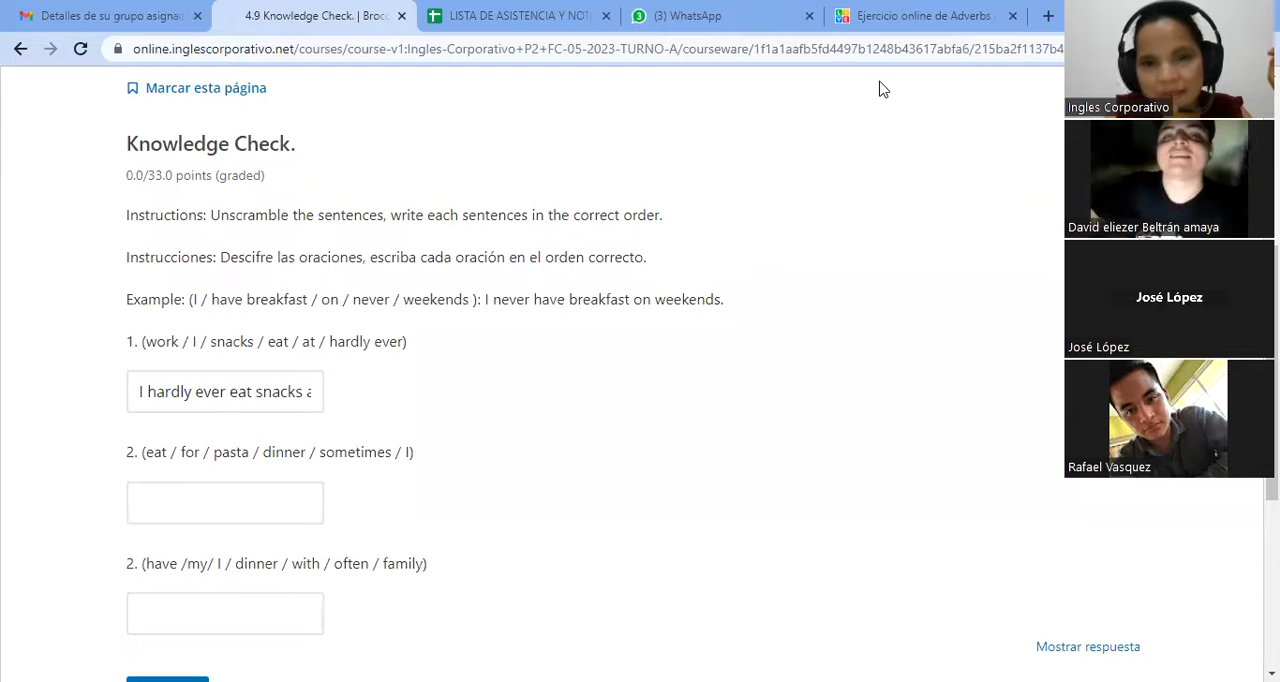 Detalles de su grupo asigna
4.9 Knowledge Check. | Broc
LISTA DE ASISTENCIA Y NOT
(3) WhatsApp
Ejercicio online de Adverbs
online.inglescorporativo.net/courses/course-v1:Ingles-Corporativo+P2+FC-05-2023-TURNO-A/courseware/1f1a1aafb5fd4497b1248b43617abfa6/215ba2f1137b4
Marcar esta página
Knowledge Check.
0.0/33.0 points (graded)
Instructions: Unscramble the sentences, write each sentences in the correct order.
Instrucciones: Descifre las oraciones, escriba cada oración en el orden correcto.
Example: (I / have breakfast / on / never / weekends ): I never have breakfast on weekends.
1. (work / I / snacks / eat / at / hardly ever)
I hardly ever eat snacks a
2. (eat / for / pasta / dinner / sometimes / I)
2. (have /my/ I / dinner / with / often / family)
Mostrar respuesta
Ingles Corporativo
David eliezer Beltrán amaya
José López
José López
Rafael Vasquez